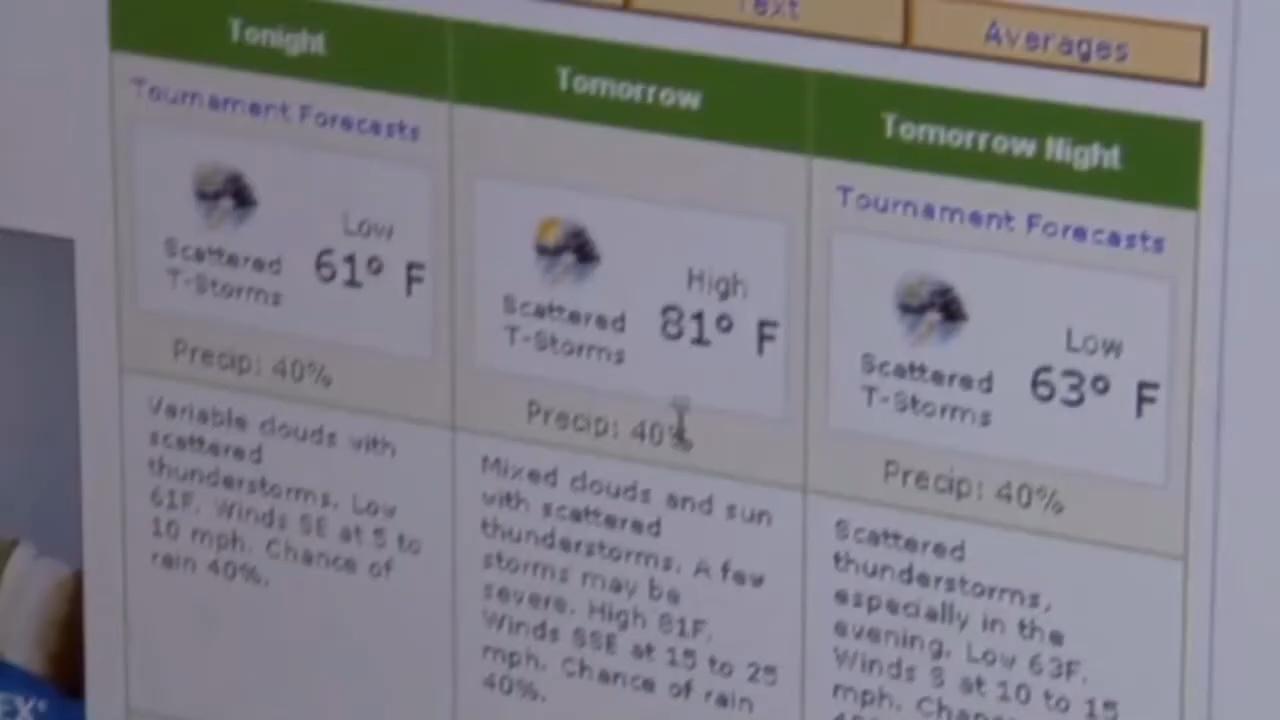 Text
Averages
Tonight
Tournament Forecasts
Low
61° F
Scattered
T-Storms
Precip: 40%
Variable clouds with
scattered
thunderstorms. Low
61F. Winds SE at 5 to
10 mph. Chance of
rain 40%.
Tomorrow
High
81° F
Scattered
T-Storms
Precip: 40%
Mixed clouds and sun
with scattered
thunderstorms. A few
storms may be
severe. High 81F.
Winds SSE at 15 to 25
mph. Chance of rain
40%.
Tomorrow Night
Tournament Forecasts
Low
63° F
Scattered
T-Storms
Precip: 40%
Scattered
thunderstorms,
especially in the
evening. Low 63F.
Winds S at 10 to 15
mph. Chance of